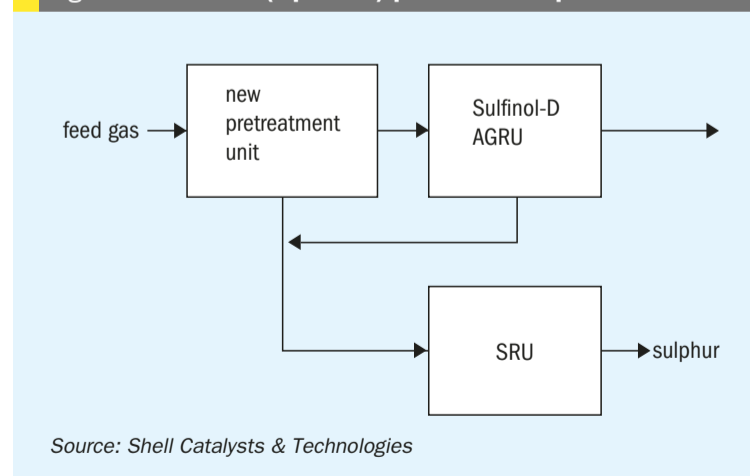 feed gas
new
pretreatment
unit
Sulfinol-D
AGRU
SRU
sulphur
Source: Shell Catalysts & Technologies